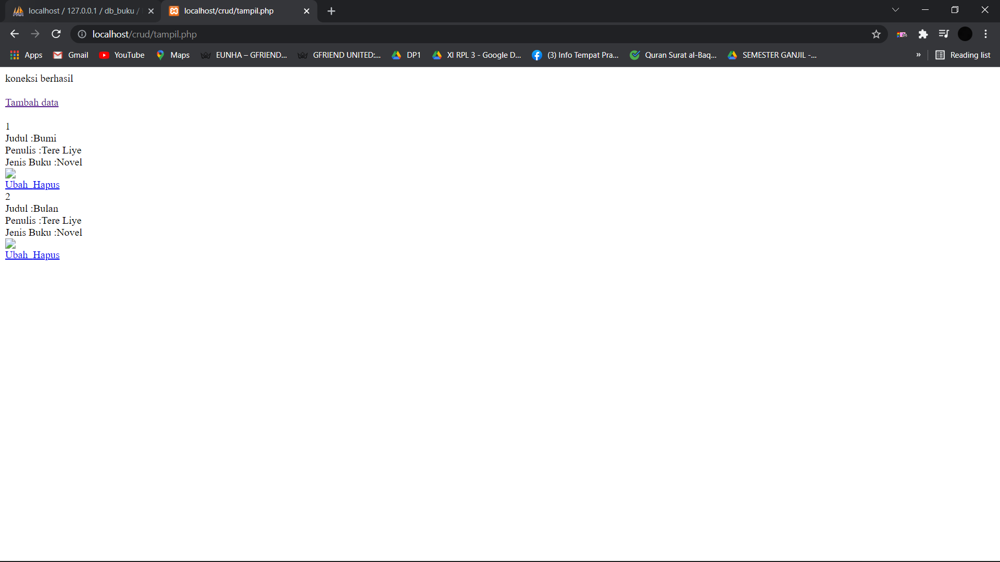 localhost / 127.0.0.1 / db_buku /
localhost/crud/tampil.php
localhost/crud/tampil.php
Apps
Gmail
YouTube
Maps
EUNHA – GFRIEND...
GFRIEND UNITED:...
DP1
XI RPL 3 - Google D...
(3) Info Tempat Pra...
Quran Surat al-Baq...
SEMESTER GANJIL -...
»
Reading list
koneksi berhasil
Tambah data
1
Judul :Bumi
Penulis :Tere Liye
Jenis Buku :Novel
Ubah Hapus
2
Judul :Bulan
Penulis :Tere Liye
Jenis Buku :Novel
Ubah Hapus